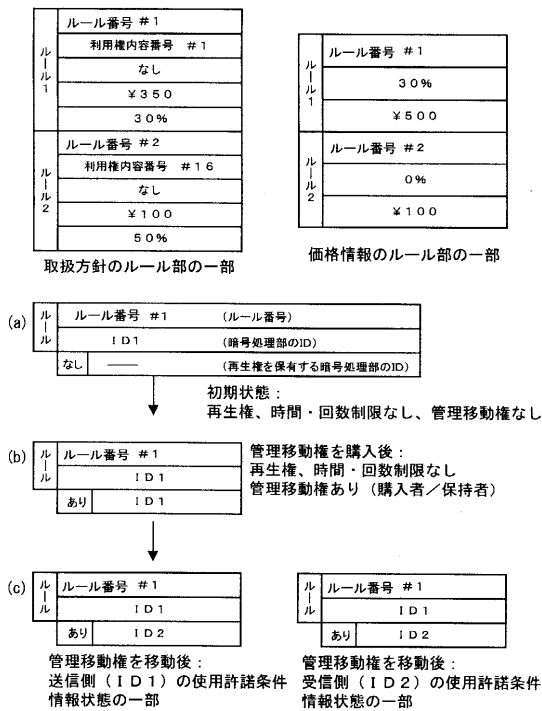 ルール1
ルール番号 #1
利用権内容番号 #1
なし
¥350
30%
ルール2
ルール番号 #2
利用権内容番号 #16
なし
¥100
50%
取扱方針のルール部の一部
ルール1
ルール番号 #1
30%
¥500
ルール2
ルール番号 #2
0%
¥100
価格情報のルール部の一部
(a)
ルール
ルール番号 #1 (ルール番号)
ID1 (暗号処理部のID)
なし ―― (再生権を保有する暗号処理部のID)
初期状態:
再生権、時間・回数制限なし、管理移動権なし
(b)
ルール
ルール番号 #1
ID1
あり ID1
管理移動権を購入後:
再生権、時間・回数制限なし
管理移動権あり(購入者/保持者)
(c)
ルール
ルール番号 #1
ID1
あり ID2
管理移動権を移動後:
送信側(ID1)の使用許諾条件
情報状態の一部
ルール
ルール番号 #1
ID1
あり ID2
管理移動権を移動後:
受信側(ID2)の使用許諾条件
情報状態の一部